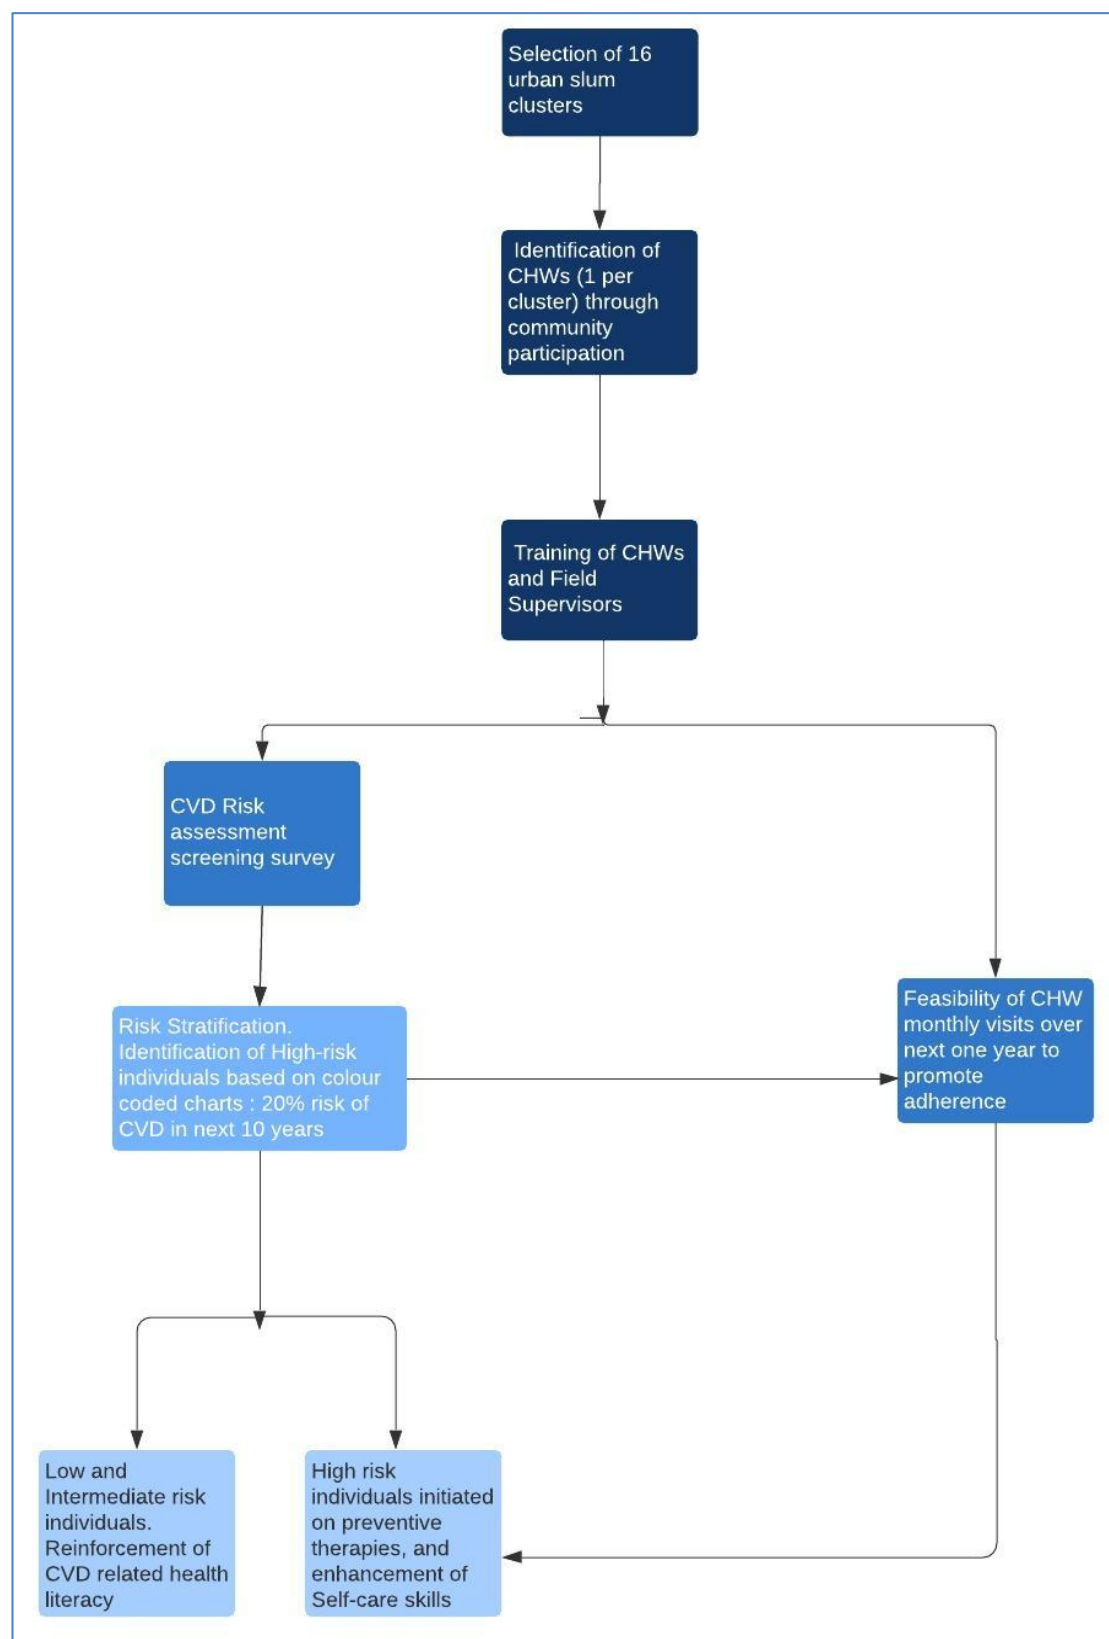 Selection of 16
urban slum
clusters
Identification of
CHWs (1 per
cluster) through
community
participation
Training of CHWs
and Field
Supervisors
CVD Risk
assessment
screening survey
Risk Stratification.
Identification of High-risk
individuals based on colour
coded charts : 20% risk of
CVD in next 10 years
Feasibility of CHW
monthly visits over
next one year to
promote
adherence
Low and
Intermediate risk
individuals.
Reinforcement of
CVD related health
literacy
High risk
individuals initiated
on preventive
therapies, and
enhancement of
Self-care skills